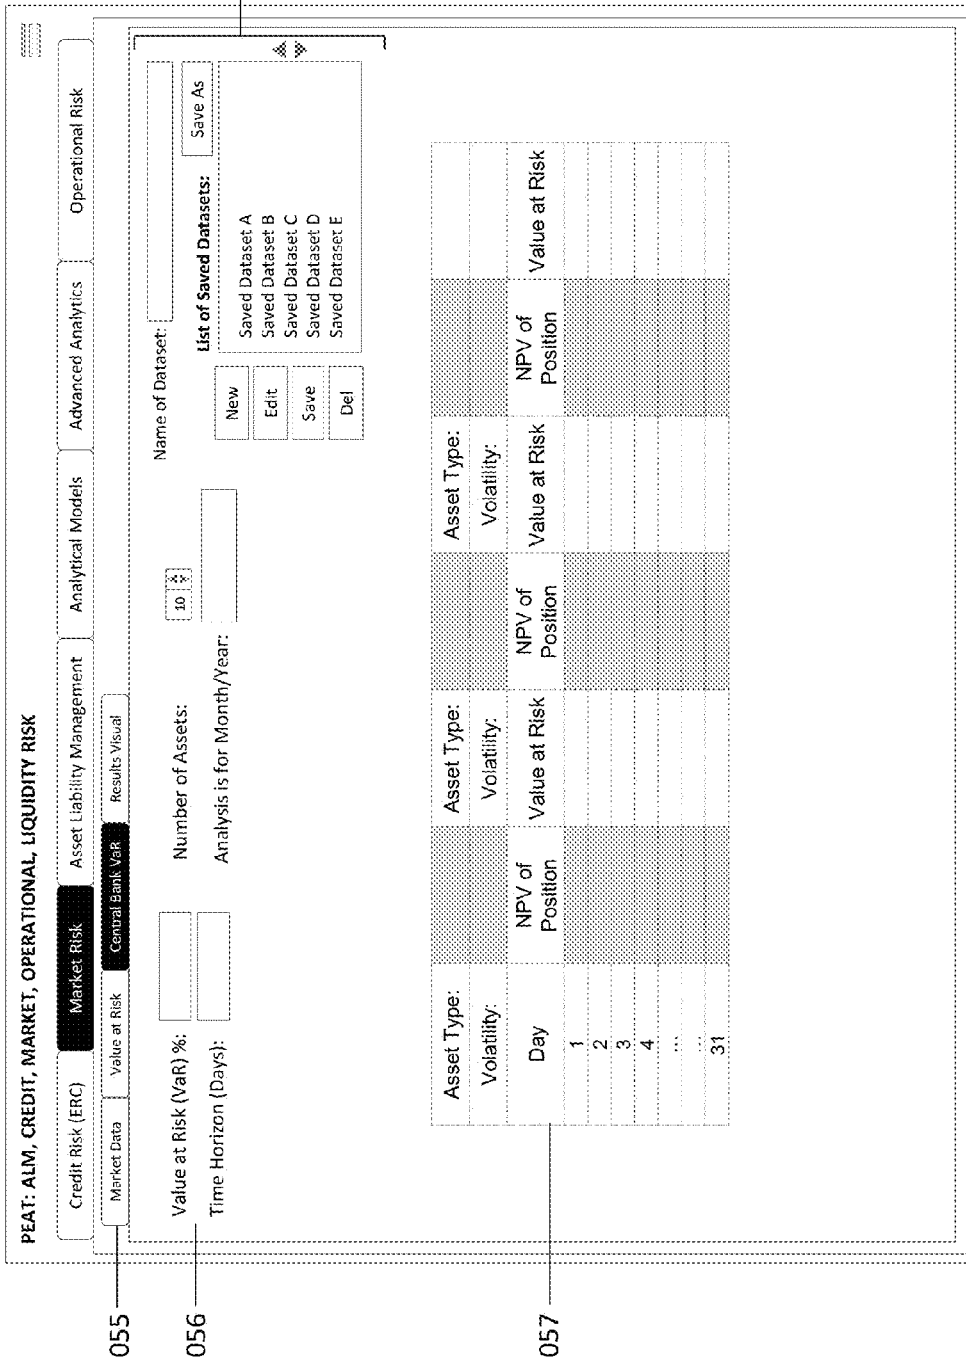 PEAT: ALM, CREDIT, MARKET, OPERATIONAL, LIQUIDITY RISK
Credit Risk (ERC) Market Risk Asset Liability Management Analytical Models Advanced Analytics Operational Risk
055 Market Data Value at Risk Central Bank VaR Results Visual
Name of Dataset:
056 Value at Risk (VaR) %: Number of Assets: 10
Save As
Time Horizon (Days): Analysis is for Month/Year:
List of Saved Datasets:
New
Edit
Save
Del
Saved Dataset A
Saved Dataset B
Saved Dataset C
Saved Dataset D
Saved Dataset E
Asset Type: Asset Type: Asset Type:
Volatility: Volatility: Volatility:
057 Day NPV of Position Value at Risk NPV of Position Value at Risk NPV of Position Value at Risk
1
2
3
4
...
...
31